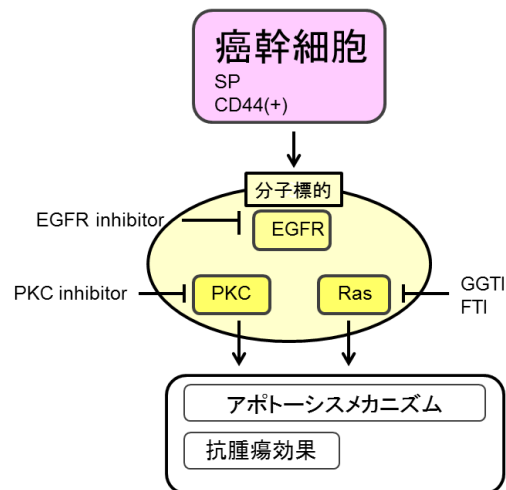 癌幹細胞
SP
CD44(+)
分子標的
EGFR inhibitor
EGFR
PKC inhibitor
PKC
Ras
GGTI
FTI
アポトーシスメカニズム
抗腫瘍効果